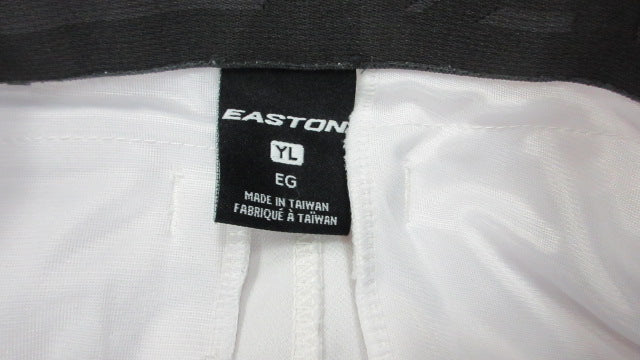 EASTON
YL
EG
MADE IN TAIWAN
FABRIQUÉ À TAÏWAN